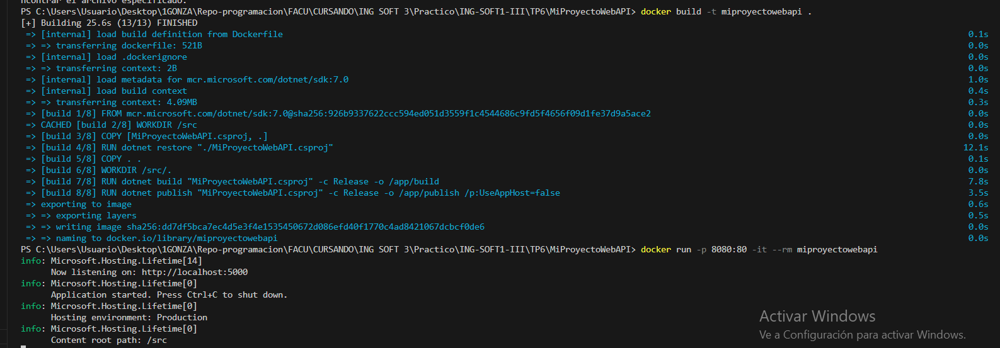 ncontrar el archivo especificado.
PS C:\Users\Usuario\Desktop\1GONZA\Repo-programacion\FACU\CURSANDO\ING SOFT 3\Practico\ING-SOFT1-III\TP6\MiProyectoWebAPI> docker build -t miproyectowebapi .
[+] Building 25.6s (13/13) FINISHED
=> [internal] load build definition from Dockerfile 0.1s
=> => transferring dockerfile: 521B 0.0s
=> [internal] load .dockerignore 0.0s
=> => transferring context: 2B 0.0s
=> [internal] load metadata for mcr.microsoft.com/dotnet/sdk:7.0 1.0s
=> [internal] load build context 0.4s
=> => transferring context: 4.09MB 0.3s
=> [build 1/8] FROM mcr.microsoft.com/dotnet/sdk:7.0@sha256:926b9337622ccc594ed051d3559f1c4544686c9fd5f4656f09d1fe37d9a5ace2 0.0s
=> CACHED [build 2/8] WORKDIR /src 0.0s
=> [build 3/8] COPY [MiProyectoWebAPI.csproj, .] 0.0s
=> [build 4/8] RUN dotnet restore "./MiProyectoWebAPI.csproj" 12.1s
=> [build 5/8] COPY . . 0.1s
=> [build 6/8] WORKDIR /src/. 0.0s
=> [build 7/8] RUN dotnet build "MiProyectoWebAPI.csproj" -c Release -o /app/build 7.8s
=> [build 8/8] RUN dotnet publish "MiProyectoWebAPI.csproj" -c Release -o /app/publish /p:UseAppHost=false 3.5s
=> exporting to image 0.6s
=> => exporting layers 0.5s
=> => writing image sha256:dd7df5bca7ec4d5e3f4e1535450672d086efd40f1770c4ad8421067dcbcf0de6 0.0s
=> => naming to docker.io/library/miproyectowebapi 0.0s
PS C:\Users\Usuario\Desktop\1GONZA\Repo-programacion\FACU\CURSANDO\ING SOFT 3\Practico\ING-SOFT1-III\TP6\MiProyectoWebAPI> docker run -p 8080:80 -it --rm miproyectowebapi
info: Microsoft.Hosting.Lifetime[14]
Now listening on: http://localhost:5000
info: Microsoft.Hosting.Lifetime[0]
Application started. Press Ctrl+C to shut down.
info: Microsoft.Hosting.Lifetime[0]
Hosting environment: Production
info: Microsoft.Hosting.Lifetime[0]
Content root path: /src
Activar Windows
Ve a Configuración para activar Windows.